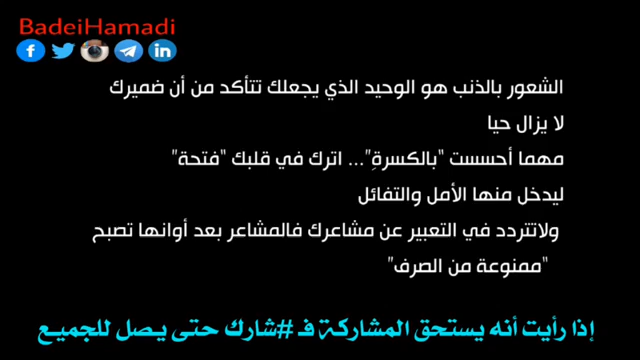 BadeiHamadi
الشعور بالذنب هو الوحيد الذي يجعلك تتأكد من أن ضميرك
لا يزال حيا
مهما أحسست "بالكسرةِ"... اترك في قلبك "فتحة"
ليدخل منها الأمل والتفائل
ولاتتردد في التعبير عن مشاعرك فالمشاعر بعد أوانها تصبح
"ممنوعة من الصرف"
إذا رأيت أنه يستحق المشاركة فـ #شارك حتى يصل للجميع